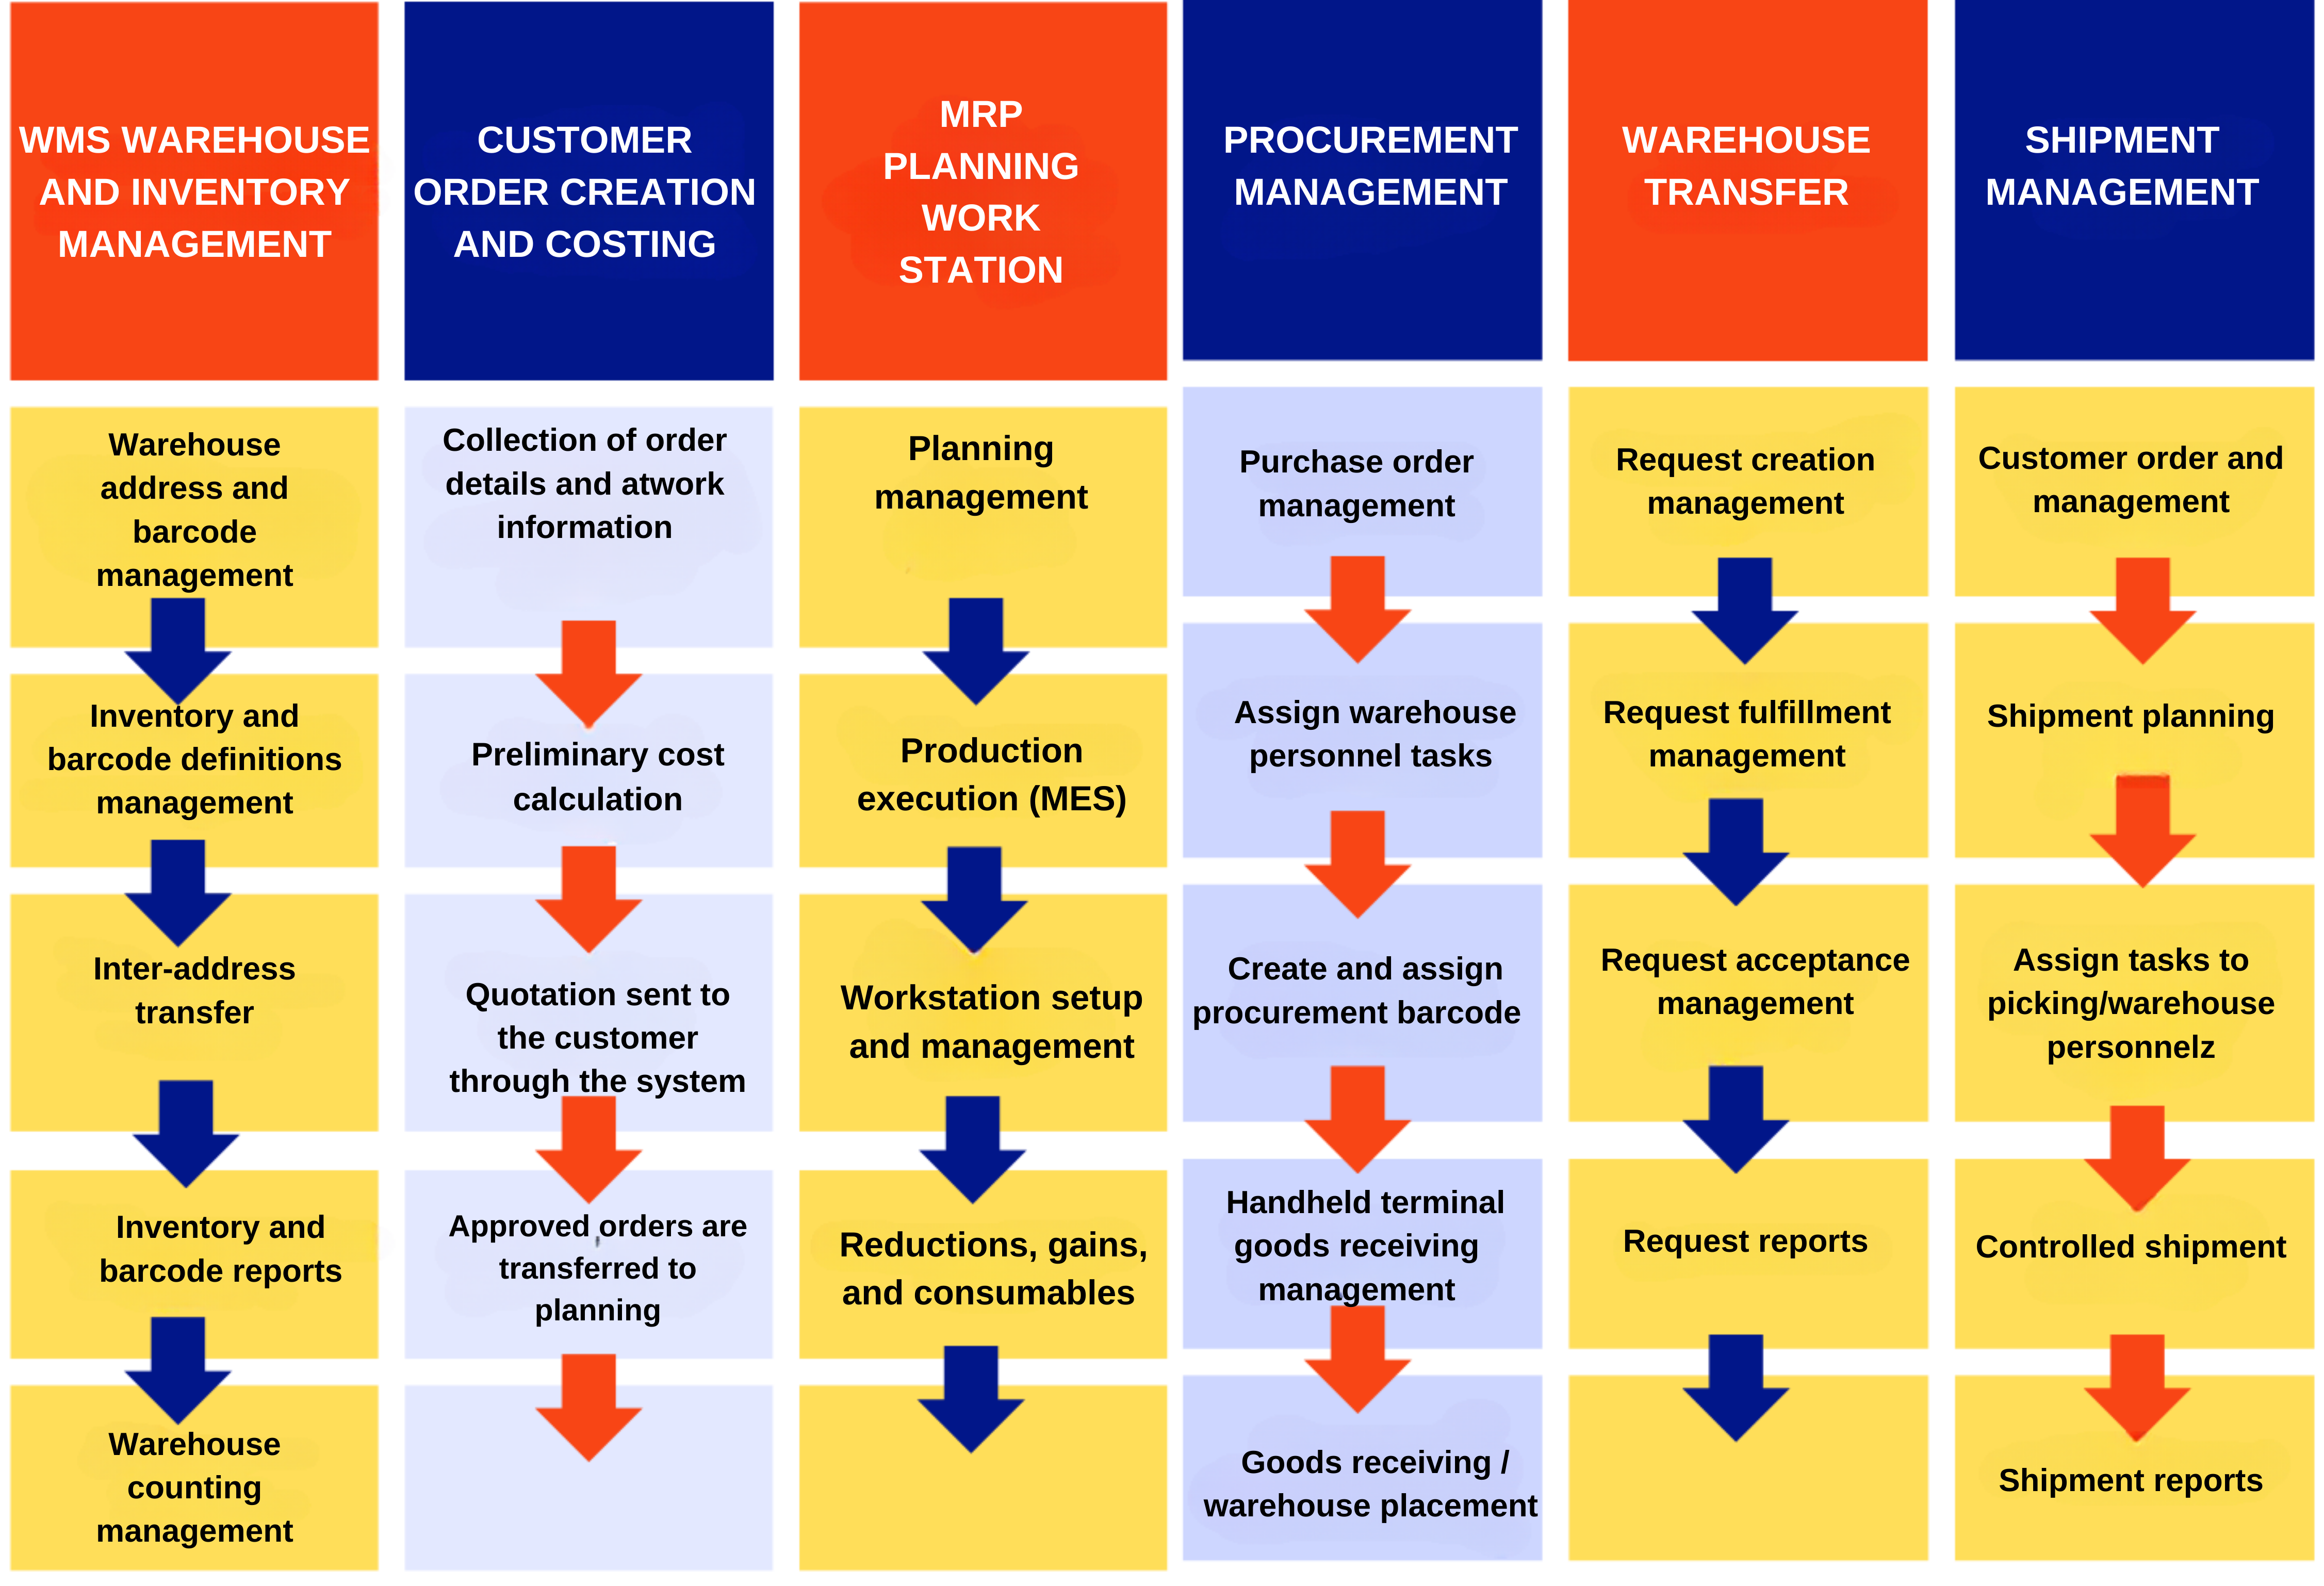 WMS WAREHOUSE
AND INVENTORY
MANAGEMENT
Warehouse
address and
barcode
management
Inventory and
barcode definitions
management
Inter-address
transfer
Inventory and
barcode reports
Warehouse
counting
management
CUSTOMER
ORDER CREATION
AND COSTING
Collection of order
details and atwork
information
Preliminary cost
calculation
Quotation sent to
the customer
through the system
Approved orders are
transferred to
planning
MRP
PLANNING
WORK
STATION
Planning
management
Production
execution (MES)
Workstation setup
and management
Reductions, gains,
and consumables
PROCUREMENT
MANAGEMENT
Purchase order
management
Assign warehouse
personnel tasks
Create and assign
procurement barcode
Handheld terminal
goods receiving
management
Goods receiving /
warehouse placement
WAREHOUSE
TRANSFER
Request creation
management
Request fulfillment
management
Request acceptance
management
Request reports
SHIPMENT
MANAGEMENT
Customer order and
management
Shipment planning
Assign tasks to
picking/warehouse
personnelz
Controlled shipment
Shipment reports